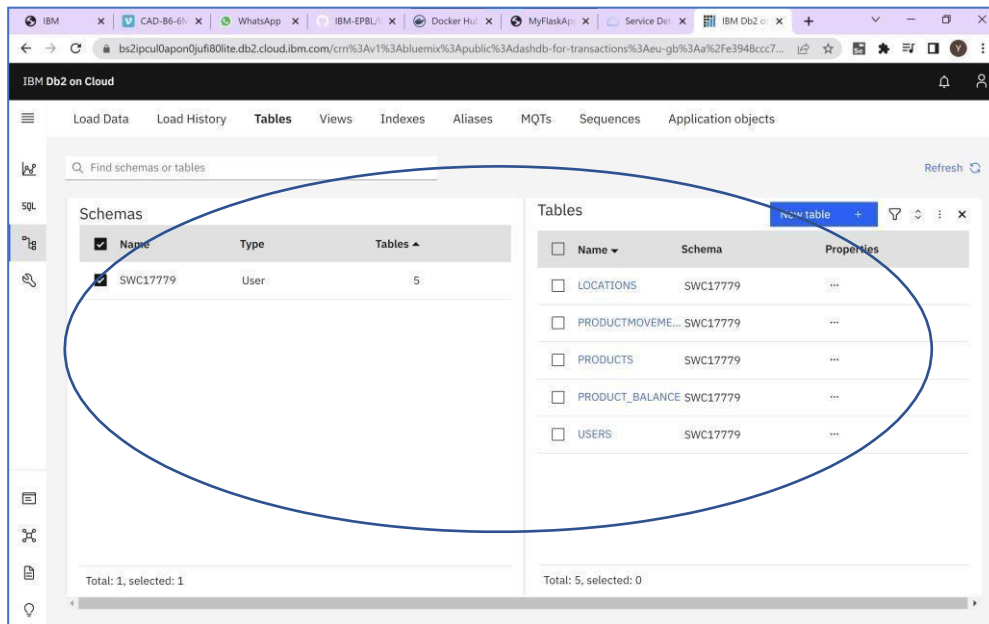 IBM CAD-B6-6M WhatsApp IBM-EPBL/ Docker Hu MyFlaskAp Service Det IBM Db2 o
bs2ipcul0apon0jufi80lite.db2.cloud.ibm.com/crn%3Av1%3Abluemix%3Apublic%3Adashdb-for-transactions%3Aeu-gb%3Aa%2Fe3948ccc7... Y
IBM Db2 on Cloud
Load Data Load History Tables Views Indexes Aliases MQTs Sequences Application objects
Find schemas or tables Refresh
SQL
Schemas
Name Type Tables
SWC17779 User 5
Total: 1, selected: 1
Tables New table +
Name Schema Properties
LOCATIONS SWC17779 ...
PRODUCTMOVEME... SWC17779 ...
PRODUCTS SWC17779 ...
PRODUCT_BALANCE SWC17779 ...
USERS SWC17779 ...
Total: 5, selected: 0